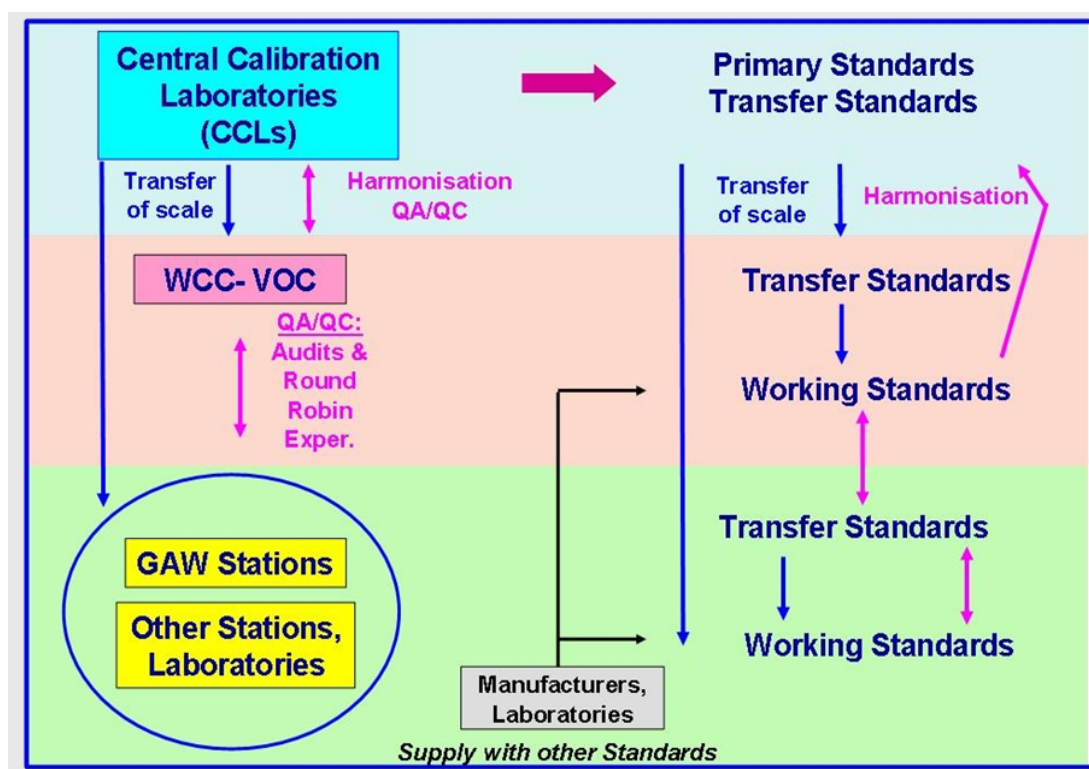 Central Calibration
Laboratories
(CCLs)
Primary Standards
Transfer Standards
Transfer
of scale
Harmonisation
QA/QC
Transfer
of scale
Harmonisation
WCC- VOC
QA/QC:
Audits &
Round
Robin
Exper.
Transfer Standards
Working Standards
GAW Stations
Other Stations,
Laboratories
Transfer Standards
Working Standards
Manufacturers,
Laboratories
Supply with other Standards